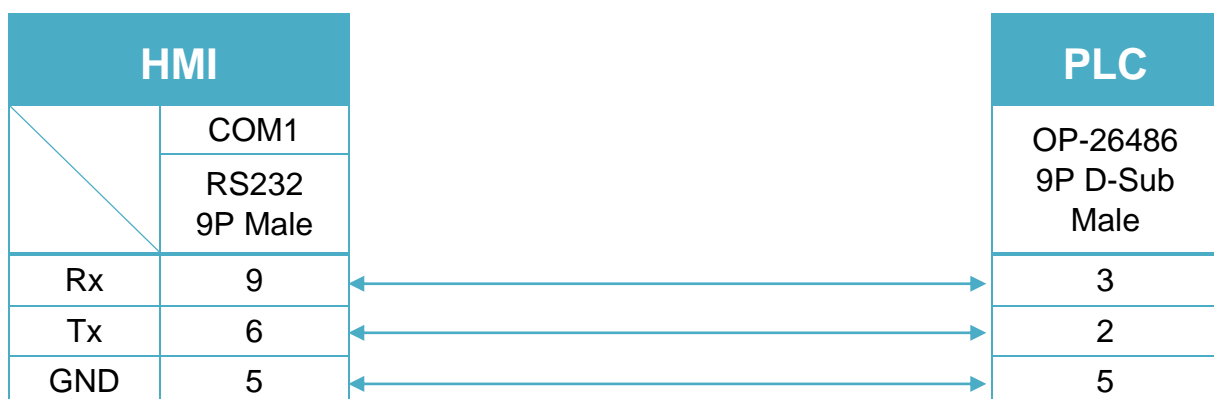 HMI
PLC
COM1
RS232
9P Male
OP-26486
9P D-Sub
Male
Rx 9 3
Tx 6 2
GND 5 5